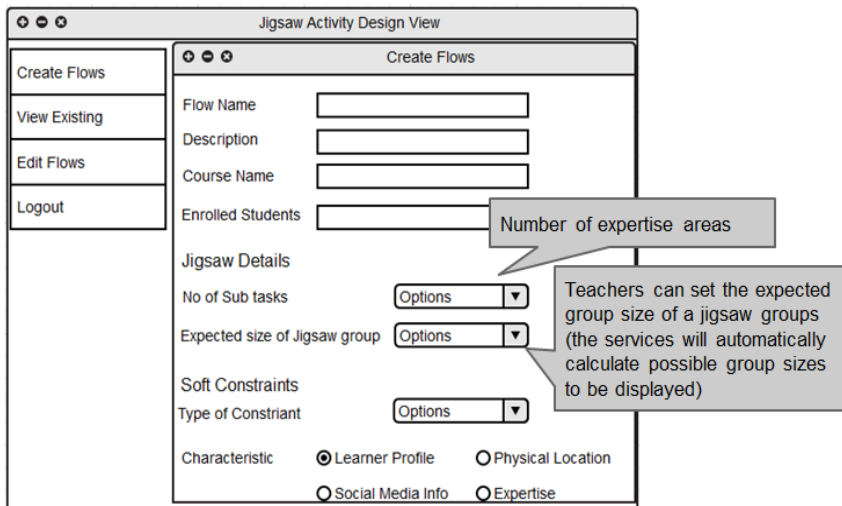 Jigsaw Activity Design View
Create Flows
View Existing
Edit Flows
Logout
Create Flows
Flow Name
Description
Course Name
Enrolled Students
Jigsaw Details
No of Sub tasks
Options
Expected size of Jigsaw group
Options
Soft Constraints
Type of Constriant
Options
Characteristic
Learner Profile
Physical Location
Social Media Info
Expertise
Number of expertise areas
Teachers can set the expected
group size of a jigsaw groups
(the services will automatically
calculate possible group sizes
to be displayed)